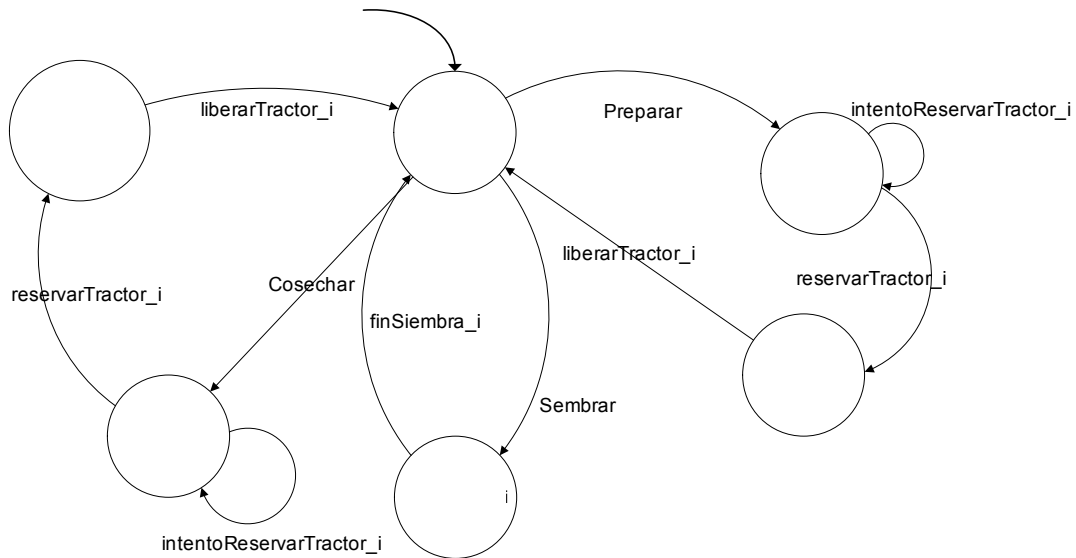 liberarTractor_i
Preparar
intentoReservarTractor_i
liberarTractor_i
reservarTractor_i
Cosechar
reservarTractor_i
finSiembra_i
Sembrar
i
intentoReservarTractor_i